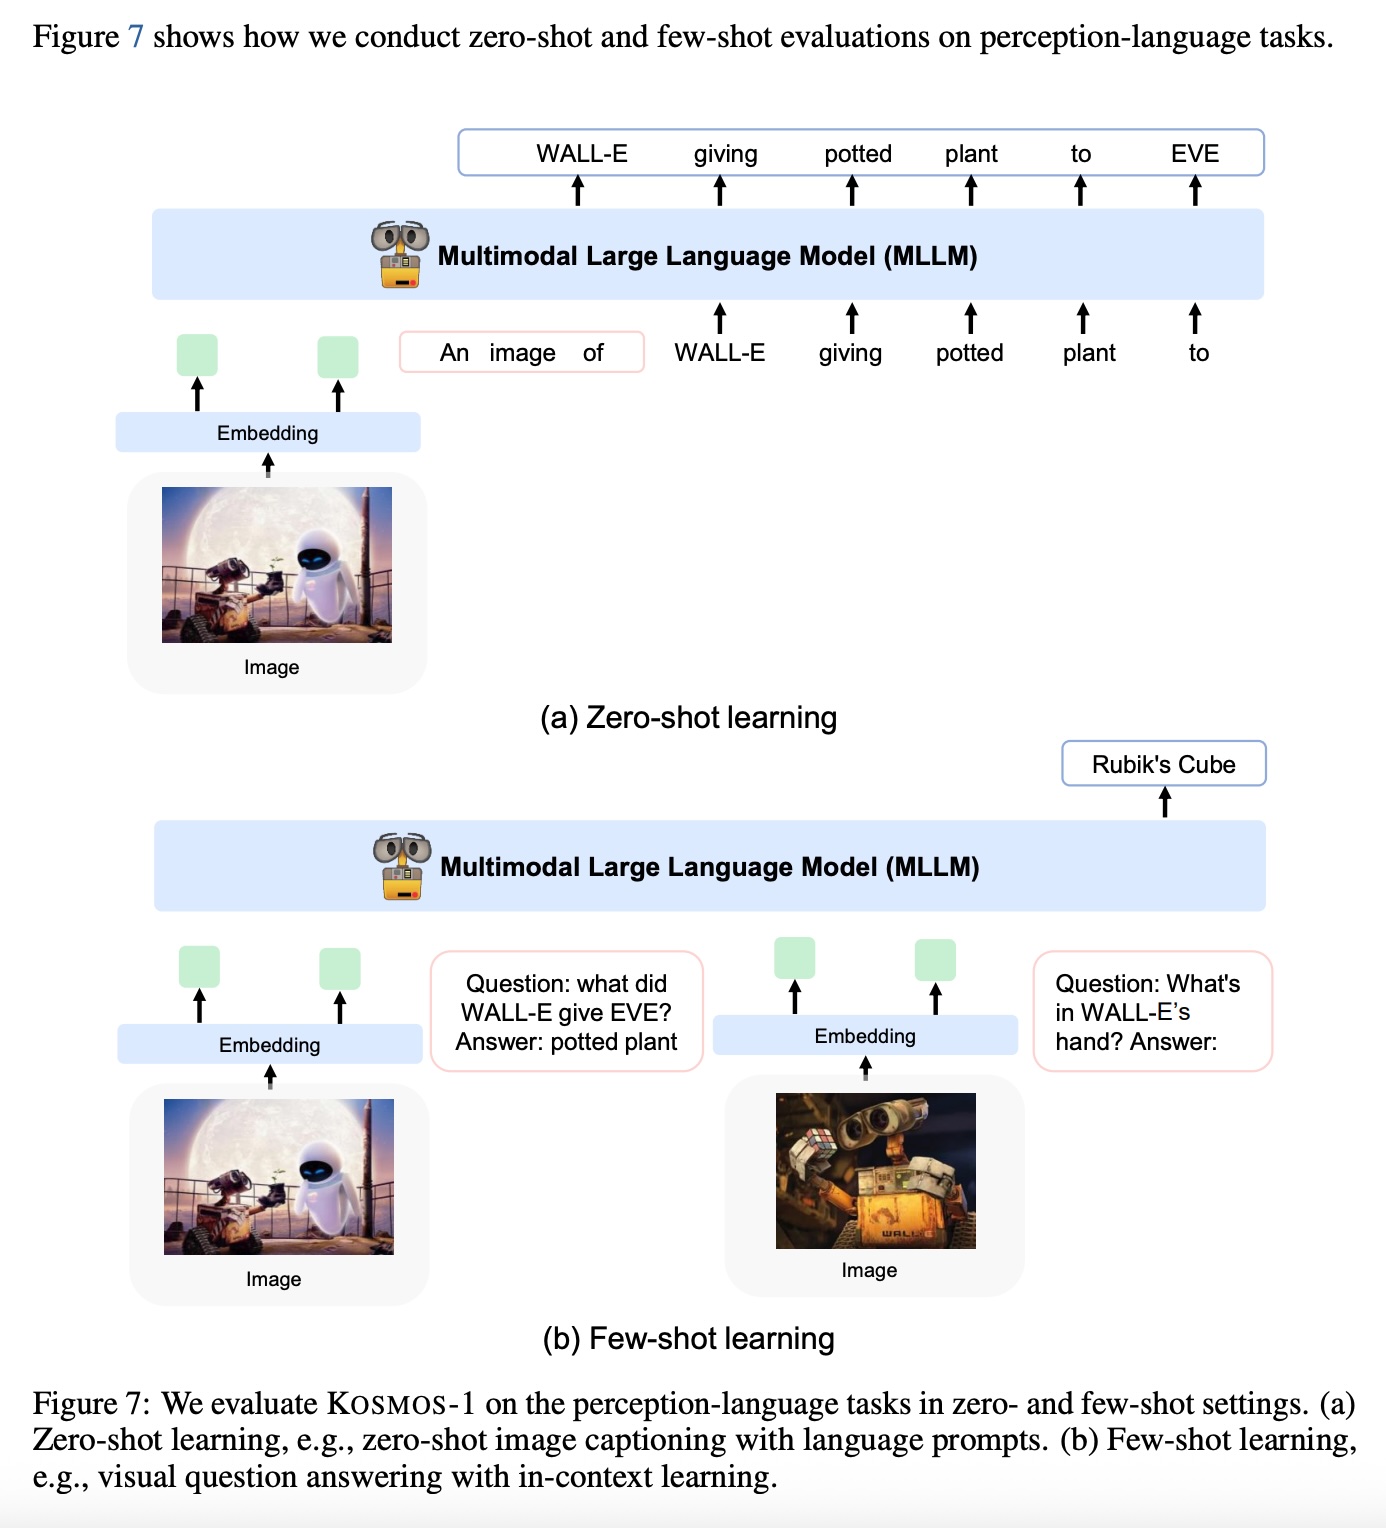 Figure 7 shows how we conduct zero-shot and few-shot evaluations on perception-language tasks.
WALL-E giving potted plant to EVE
Multimodal Large Language Model (MLLM)
An image of WALL-E giving potted plant to
Embedding
Image
(a) Zero-shot learning
Rubik's Cube
Multimodal Large Language Model (MLLM)
Question: what did
WALL-E give EVE?
Answer: potted plant
Question: What's
in WALL-E’s
hand? Answer:
Embedding
Embedding
WALL•E
Image
Image
(b) Few-shot learning
Figure 7: We evaluate KOSMOS-1 on the perception-language tasks in zero- and few-shot settings. (a)
Zero-shot learning, e.g., zero-shot image captioning with language prompts. (b) Few-shot learning,
e.g., visual question answering with in-context learning.